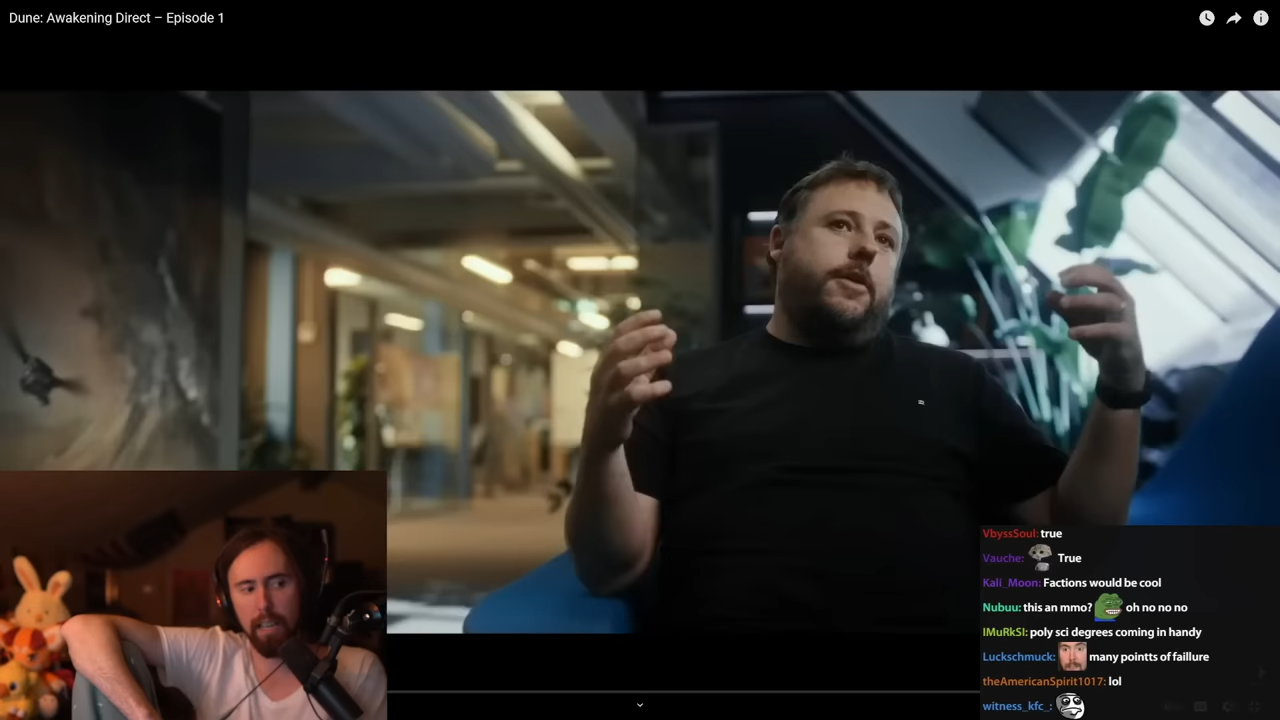 Dune: Awakening Direct – Episode 1
VbyssSoul: true
Vauche: True
Kali_Moon: Factions would be cool
Nubuu: this an mmo? oh no no no
IMuRkSI: poly sci degrees coming in handy
Luckschmuck: many pointts of faillure
theAmericanSpirit1017: lol
witness_kfc_: